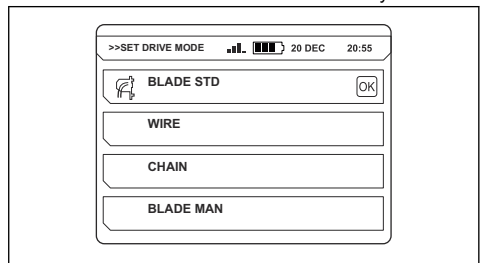 >>SET DRIVE MODE 20 DEC 20:55
BLADE STD OK
WIRE
CHAIN
BLADE MAN